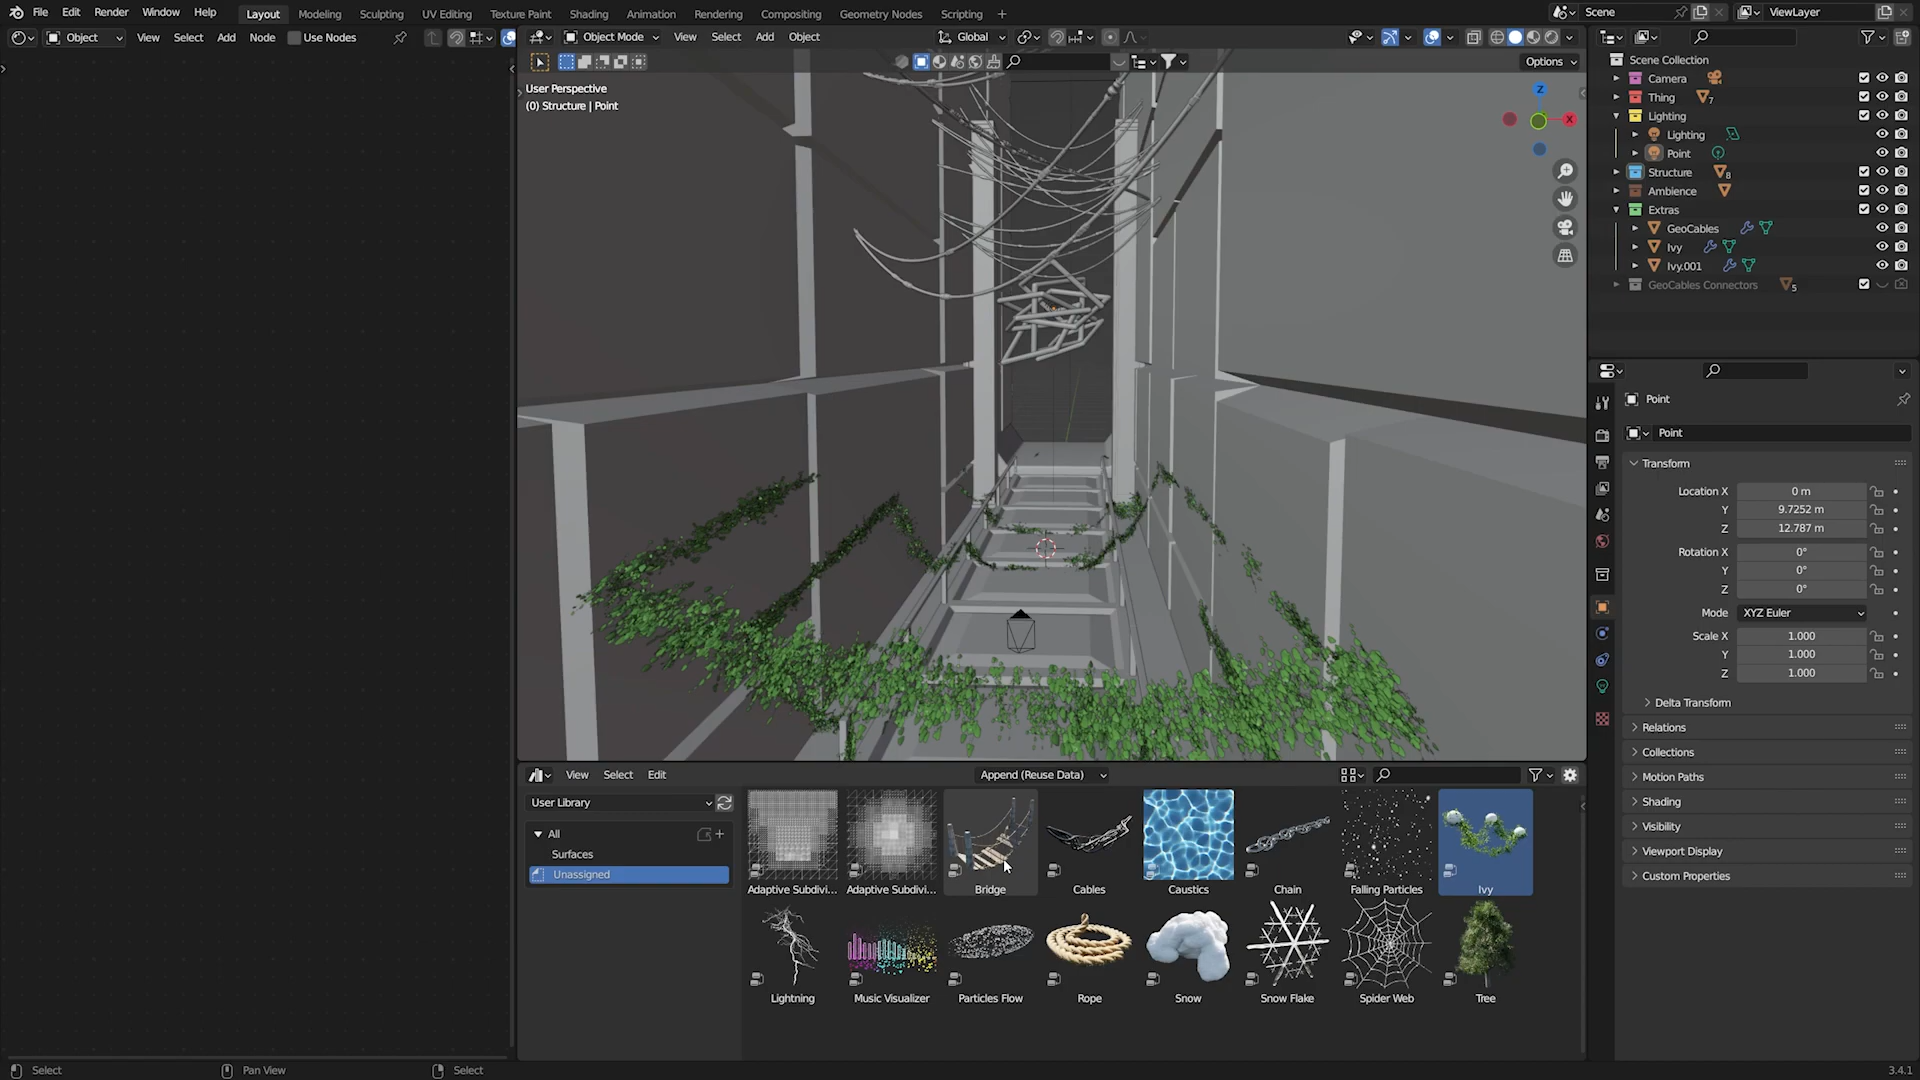 File Edit Render Window Help Layout Modeling Sculpting UV Editing Texture Paint Shading Animation Rendering Compositing Geometry Nodes Scripting + Scene ViewLayer
Object View Select Add Node Use Nodes
Object Mode View Select Add Object Global
Options
User Perspective
(0) Structure | Point
Z
X
Scene Collection
Camera
Thing 7
Lighting
Lighting
Point
Structure 8
Ambience
Extras
GeoCables
Ivy
Ivy.001
GeoCables Connectors 5
Point
Point
Transform
Location X 0 m
Y 9.7252 m
Z 12.787 m
Rotation X 0°
Y 0°
Z 0°
Mode XYZ Euler
Scale X 1.000
Y 1.000
Z 1.000
Delta Transform
Relations
Collections
Motion Paths
Shading
Visibility
Viewport Display
Custom Properties
View Select Edit Append (Reuse Data)
User Library
All
Surfaces
Unassigned
Adaptive Subdivi... Adaptive Subdivi... Bridge Cables Caustics Chain Falling Particles Ivy
Lightning Music Visualizer Particles Flow Rope Snow Snow Flake Spider Web Tree
Select Pan View Select 3.4.1